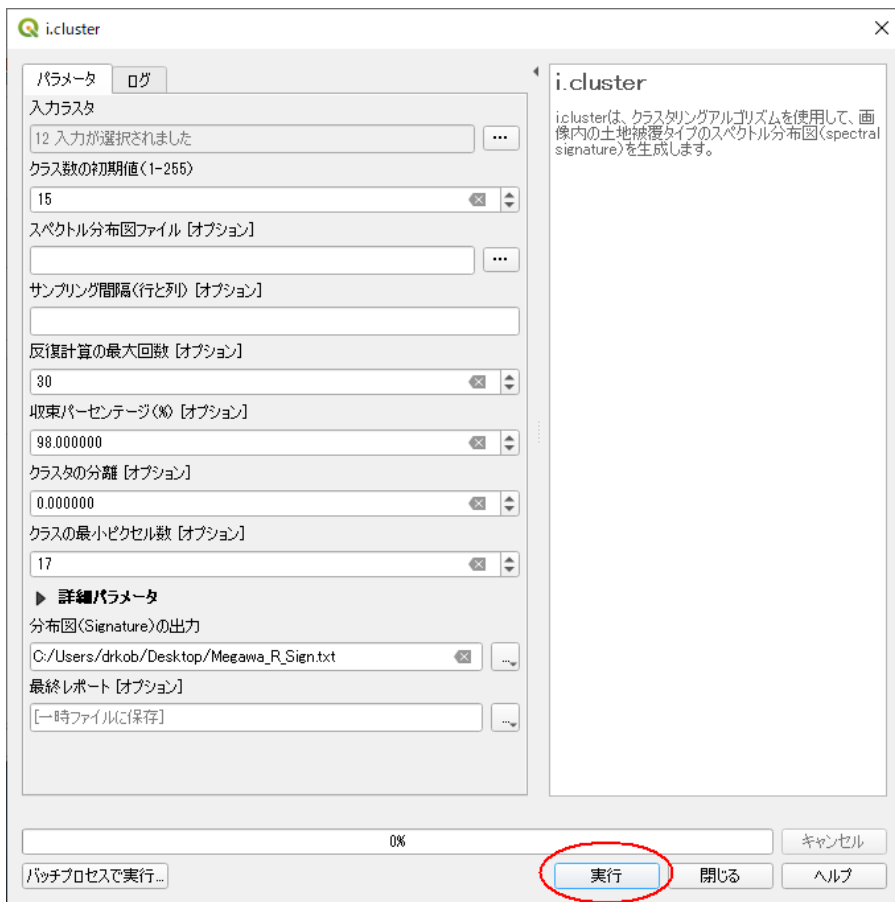 i.cluster
パラメータ
ログ
入力ラスタ
12 入力が選択されました
…
クラス数の初期値(1-255)
15
スペクトル分布図ファイル [オプション]
…
サンプリング間隔(行と列) [オプション]
反復計算の最大回数 [オプション]
30
収束パーセンテージ(%) [オプション]
98.000000
クラスタの分離 [オプション]
0.000000
クラスの最小ピクセル数 [オプション]
17
詳細パラメータ
分布図(Signature)の出力
C:/Users/drkob/Desktop/Megawa_R_Sign.txt
…
最終レポート [オプション]
[一時ファイルに保存]
…
i.cluster
i.clusterは、クラスタリングアルゴリズムを使用して、画
像内の土地被覆タイプのスペクトル分布図(spectral
signature)を生成します。
0%
キャンセル
バッチプロセスで実行...
実行
閉じる
ヘルプ